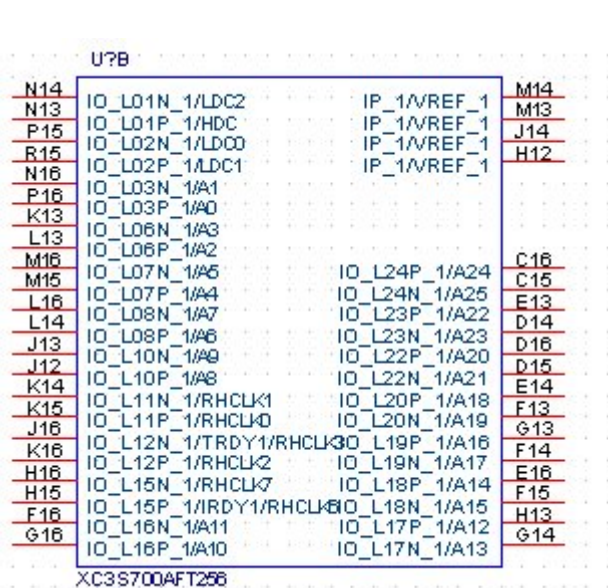 U?B
N14 IO_L01N_1/LDC2 IP_1/VREF_1 M14
N13 IO_L01P_1/HDC IP_1/VREF_1 M13
P15 IO_L02N_1/LDC0 IP_1/VREF_1 J14
R15 IO_L02P_1/LDC1 IP_1/VREF_1 H12
N16 IO_L03N_1/A1
P16 IO_L03P_1/A0
K13 IO_L06N_1/A3
L13 IO_L06P_1/A2
M16 IO_L07N_1/A5 IO_L24P_1/A24 C16
M15 IO_L07P_1/A4 IO_L24N_1/A25 C15
L16 IO_L08N_1/A7 IO_L23P_1/A22 E13
L14 IO_L08P_1/A6 IO_L23N_1/A23 D14
J13 IO_L10N_1/A9 IO_L22P_1/A20 D16
J12 IO_L10P_1/A8 IO_L22N_1/A21 D15
K14 IO_L11N_1/RHCLK1 IO_L20P_1/A18 E14
K15 IO_L11P_1/RHCLK0 IO_L20N_1/A19 F13
J16 IO_L12N_1/TRDY1/RHCLK3 IO_L19P_1/A16 G13
K16 IO_L12P_1/RHCLK2 IO_L19N_1/A17 F14
H16 IO_L15N_1/RHCLK7 IO_L18P_1/A14 E16
H15 IO_L15P_1/IRDY1/RHCLK6 IO_L18N_1/A15 F15
F16 IO_L16N_1/A11 IO_L17P_1/A12 H13
G16 IO_L16P_1/A10 IO_L17N_1/A13 G14
XC3S700AFT256